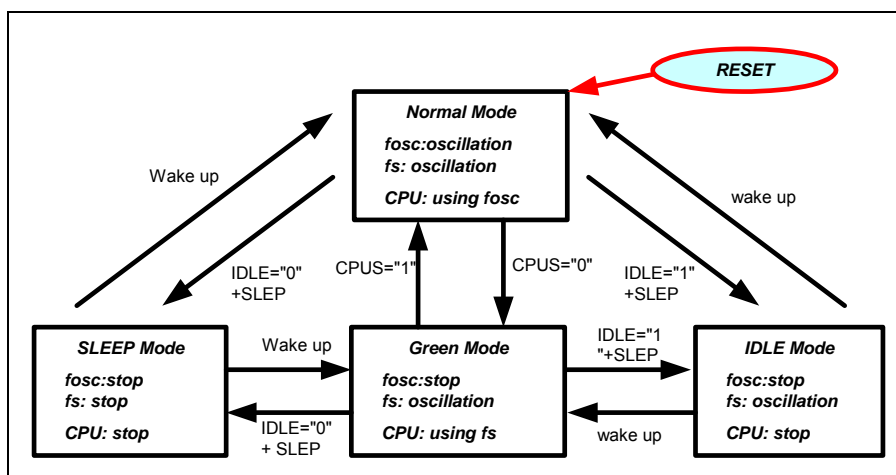 RESET
Normal Mode
fosc:oscillation
fs: oscillation
CPU: using fosc
Wake up
wake up
IDLE="0"
+SLEP
CPUS="1"
CPUS="0"
IDLE="1"
+SLEP
SLEEP Mode
fosc:stop
fs: stop
CPU: stop
Wake up
IDLE="0"
+ SLEP
Green Mode
fosc:stop
fs: oscillation
CPU: using fs
IDLE="1
"+SLEP
wake up
IDLE Mode
fosc:stop
fs: oscillation
CPU: stop